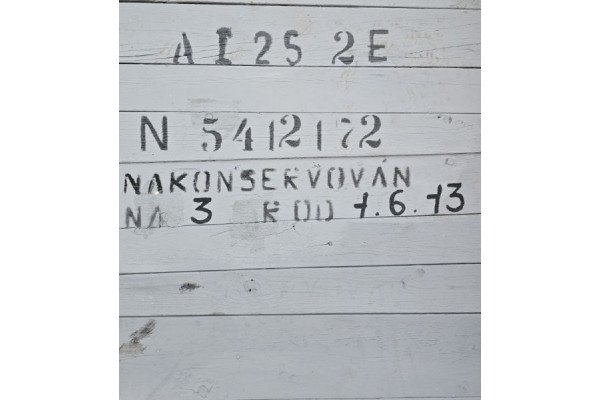 AI 25 2E
N 5412172
NAKONSERVOVÁN
NA 3 ROD 1.6.13